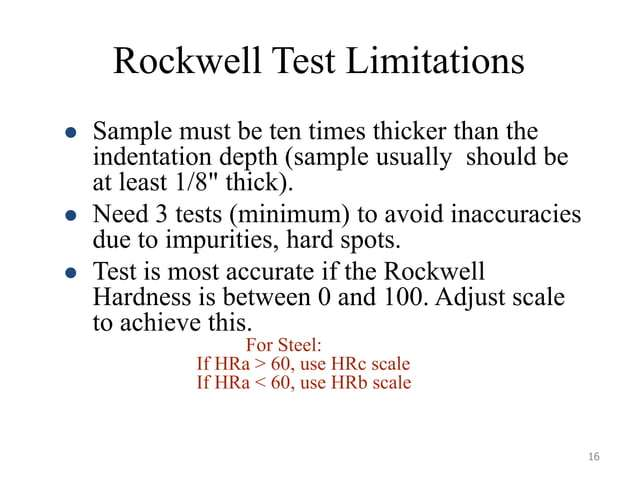 Rockwell Test Limitations
● Sample must be ten times thicker than the
indentation depth (sample usually  should be
at least 1/8" thick).
● Need 3 tests (minimum) to avoid inaccuracies
due to impurities, hard spots.
● Test is most accurate if the Rockwell
Hardness is between 0 and 100. Adjust scale
to achieve this.
For Steel:
If HRa > 60, use HRc scale
If HRa < 60, use HRb scale
16